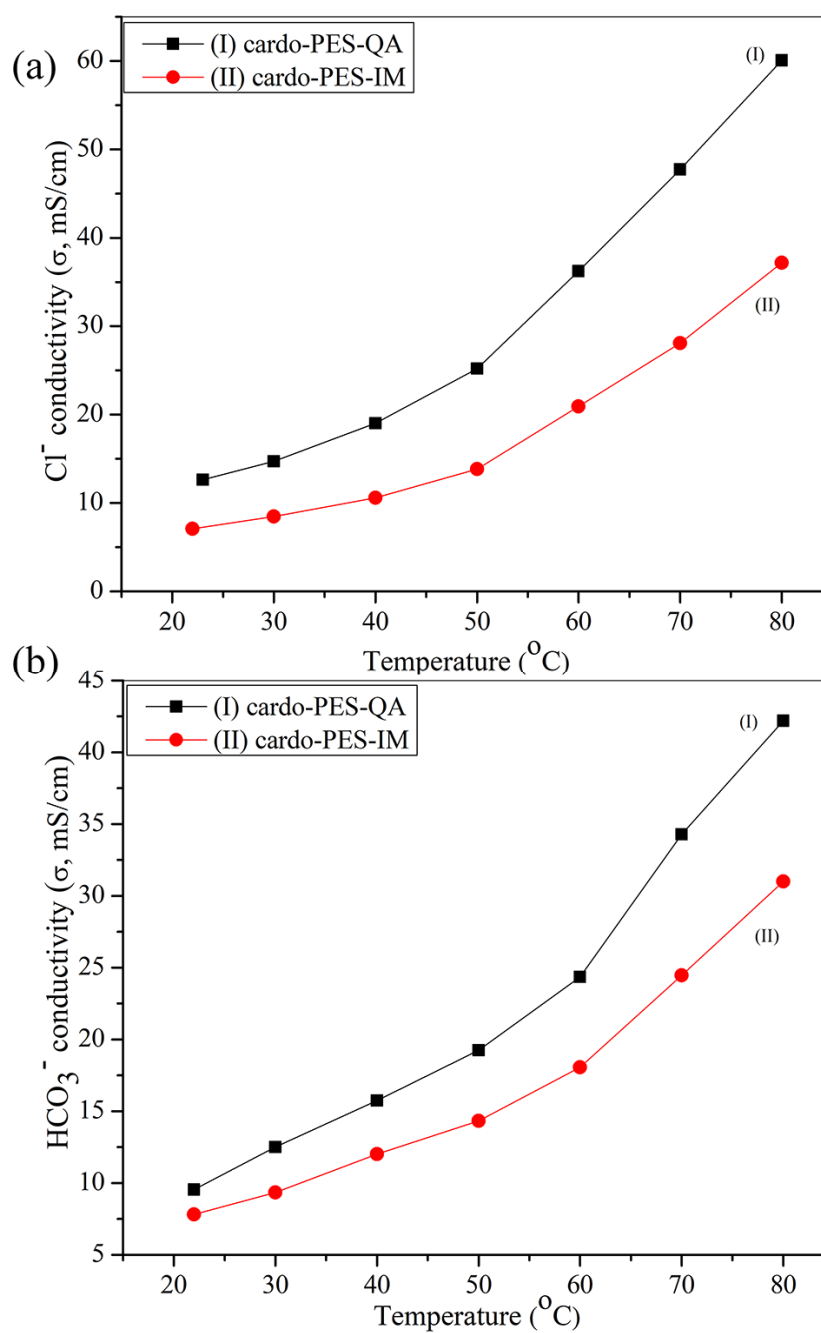 (a)
(I) cardo-PES-QA
(II) cardo-PES-IM
(I)
(II)
Cl⁻ conductivity (σ, mS/cm)
60
50
40
30
20
10
0
20 30 40 50 60 70 80
Temperature (°C)
(b)
(I) cardo-PES-QA
(II) cardo-PES-IM
(I)
(II)
HCO₃⁻ conductivity (σ, mS/cm)
45
40
35
30
25
20
15
10
5
20 30 40 50 60 70 80
Temperature (°C)